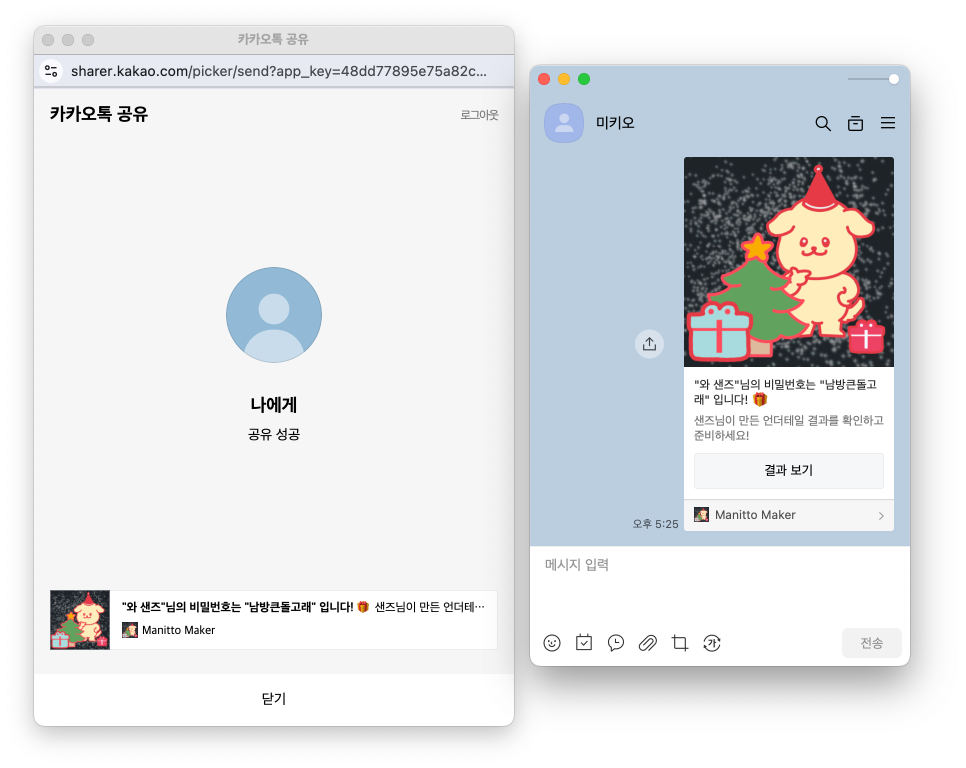 카카오톡 공유
sharer.kakao.com/picker/send?app_key=48dd77895e75a82c...
카카오톡 공유
로그아웃
나에게
공유 성공
"와 샌즈"님의 비밀번호는 "남방큰돌고래" 입니다! 🎁 샌즈님이 만든 언더테...
Manitto Maker
닫기
미키오
"와 샌즈"님의 비밀번호는 "남방큰돌고
래" 입니다! 🎁
샌즈님이 만든 언더테일 결과를 확인하고
준비하세요!
결과 보기
Manitto Maker
오후 5:25
메시지 입력
가
전송